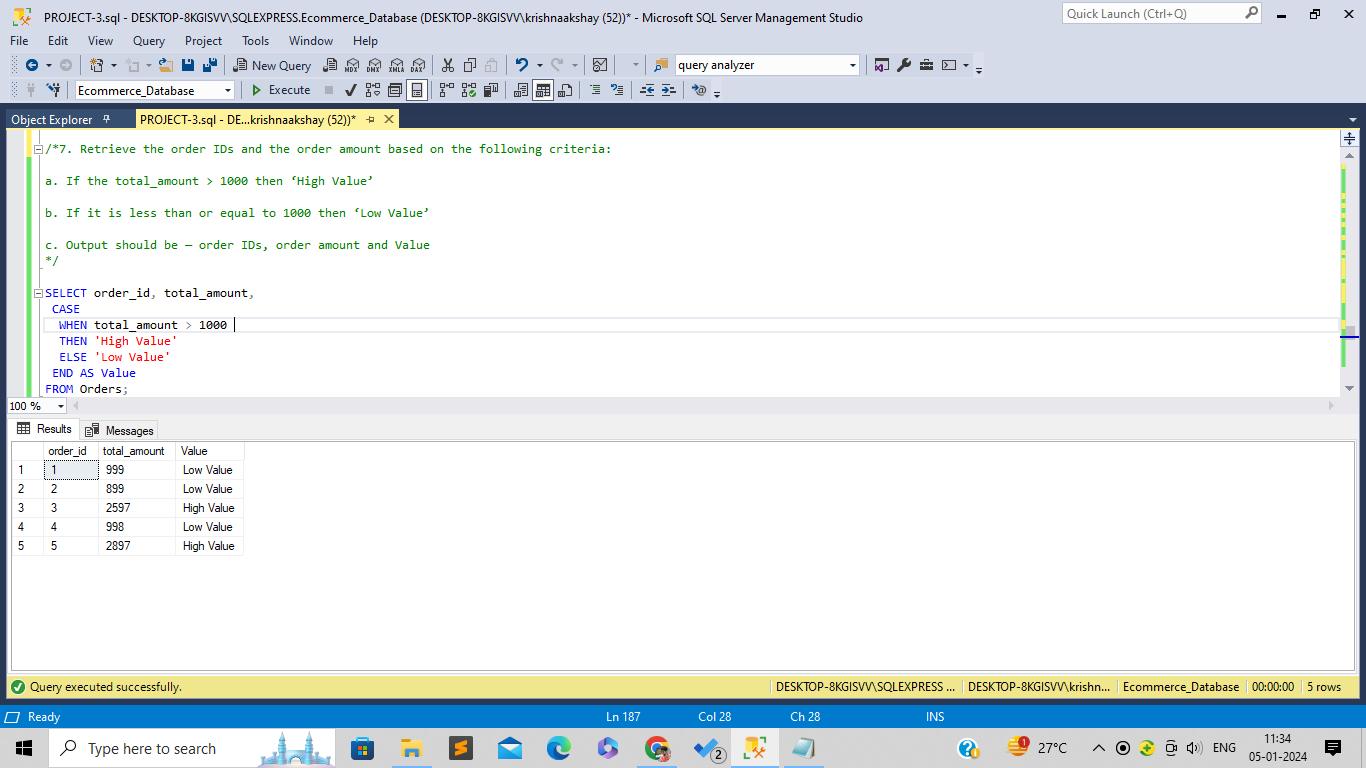 PROJECT-3.sql - DESKTOP-8KGISVV\SQLEXPRESS.Ecommerce_Database (DESKTOP-8KGISVV\krishnaakshay (52))* - Microsoft SQL Server Management Studio
Quick Launch (Ctrl+Q)
File Edit View Query Project Tools Window Help
New Query MDX DMX XMLA DAX query analyzer
Ecommerce_Database Execute
Object Explorer PROJECT-3.sql - DE...krishnaakshay (52))*
/*7. Retrieve the order IDs and the order amount based on the following criteria:
a. If the total_amount > 1000 then ‘High Value’
b. If it is less than or equal to 1000 then ‘Low Value’
c. Output should be – order IDs, order amount and Value
*/
SELECT order_id, total_amount,
CASE
WHEN total_amount > 1000
THEN 'High Value'
ELSE 'Low Value'
END AS Value
FROM Orders;
100 %
Results Messages
order_id total_amount Value
1 1 999 Low Value
2 2 899 Low Value
3 3 2597 High Value
4 4 998 Low Value
5 5 2897 High Value
Query executed successfully. DESKTOP-8KGISVV\SQLEXPRESS ... DESKTOP-8KGISVV\krishn... Ecommerce_Database 00:00:00 5 rows
Ready Ln 187 Col 28 Ch 28 INS
Type here to search 2 1 27°C ENG 11:34
05-01-2024